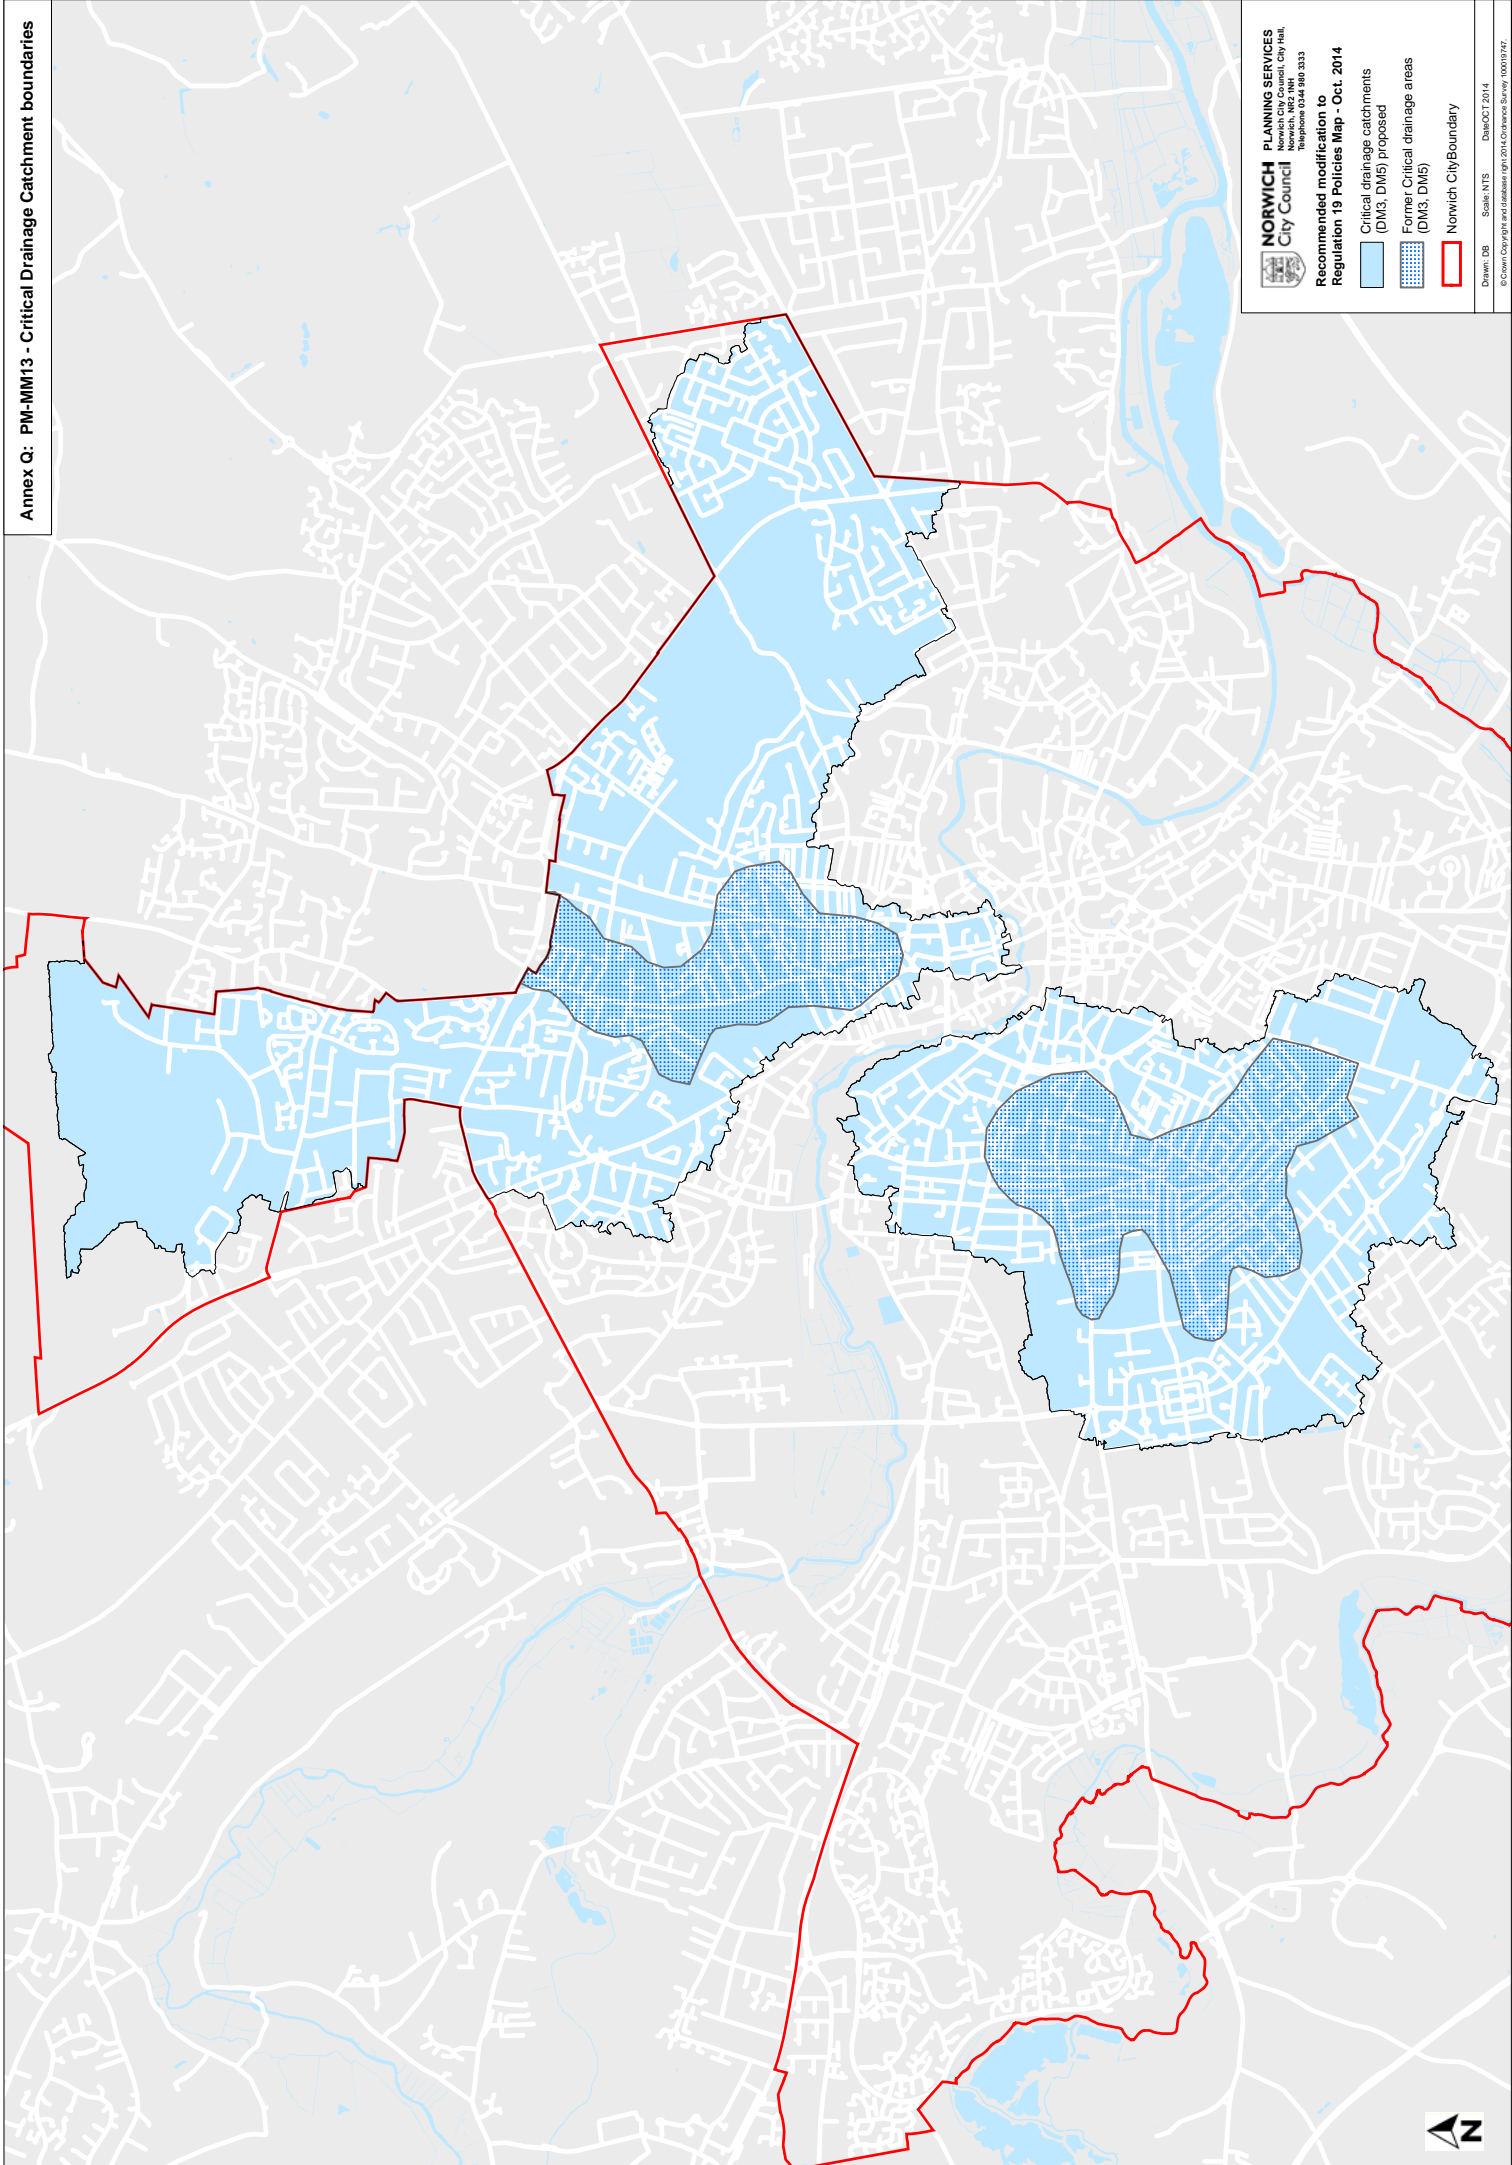 Annex Q: PM-MM13 - Critical Drainage Catchment boundaries
NORWICH
City Council
PLANNING SERVICES
Norwich City Council, City Hall,
Norwich, NR2 1NH
Telephone 0344 980 3333
Recommended modification to
Regulation 19 Policies Map - Oct. 2014
Critical drainage catchments
(DM3, DM5) proposed
Former Critical drainage areas
(DM3, DM5)
Norwich CityBoundary
Drawn: DB Scale: NTS DateOCT 2014
© Crown Copyright and database right 2014.Ordnance Survey 100019747.
N